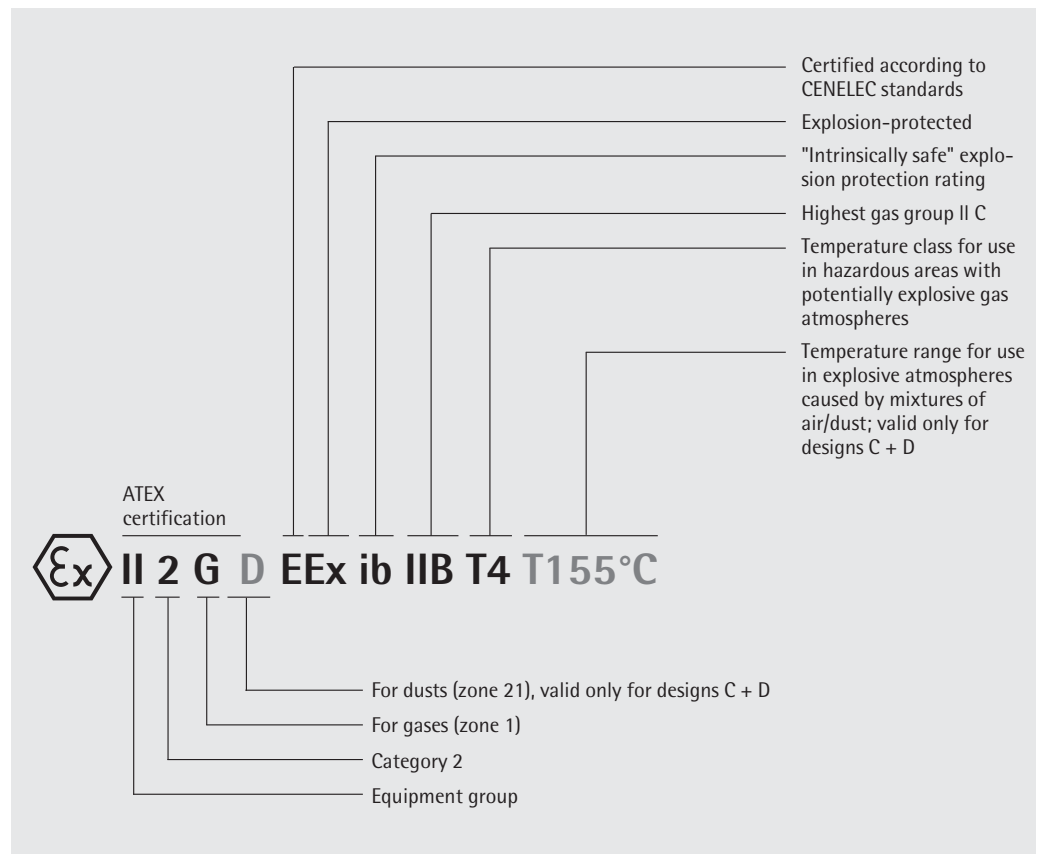 Certified according to
CENELEC standards
Explosion-protected
"Intrinsically safe" explo-
sion protection rating
Highest gas group II C
Temperature class for use
in hazardous areas with
potentially explosive gas
atmospheres
Temperature range for use
in explosive atmospheres
caused by mixtures of
air/dust; valid only for
designs C + D
ATEX
certification
Ex II 2 G D EEx ib IIB T4 T155°C
For dusts (zone 21), valid only for designs C + D
For gases (zone 1)
Category 2
Equipment group